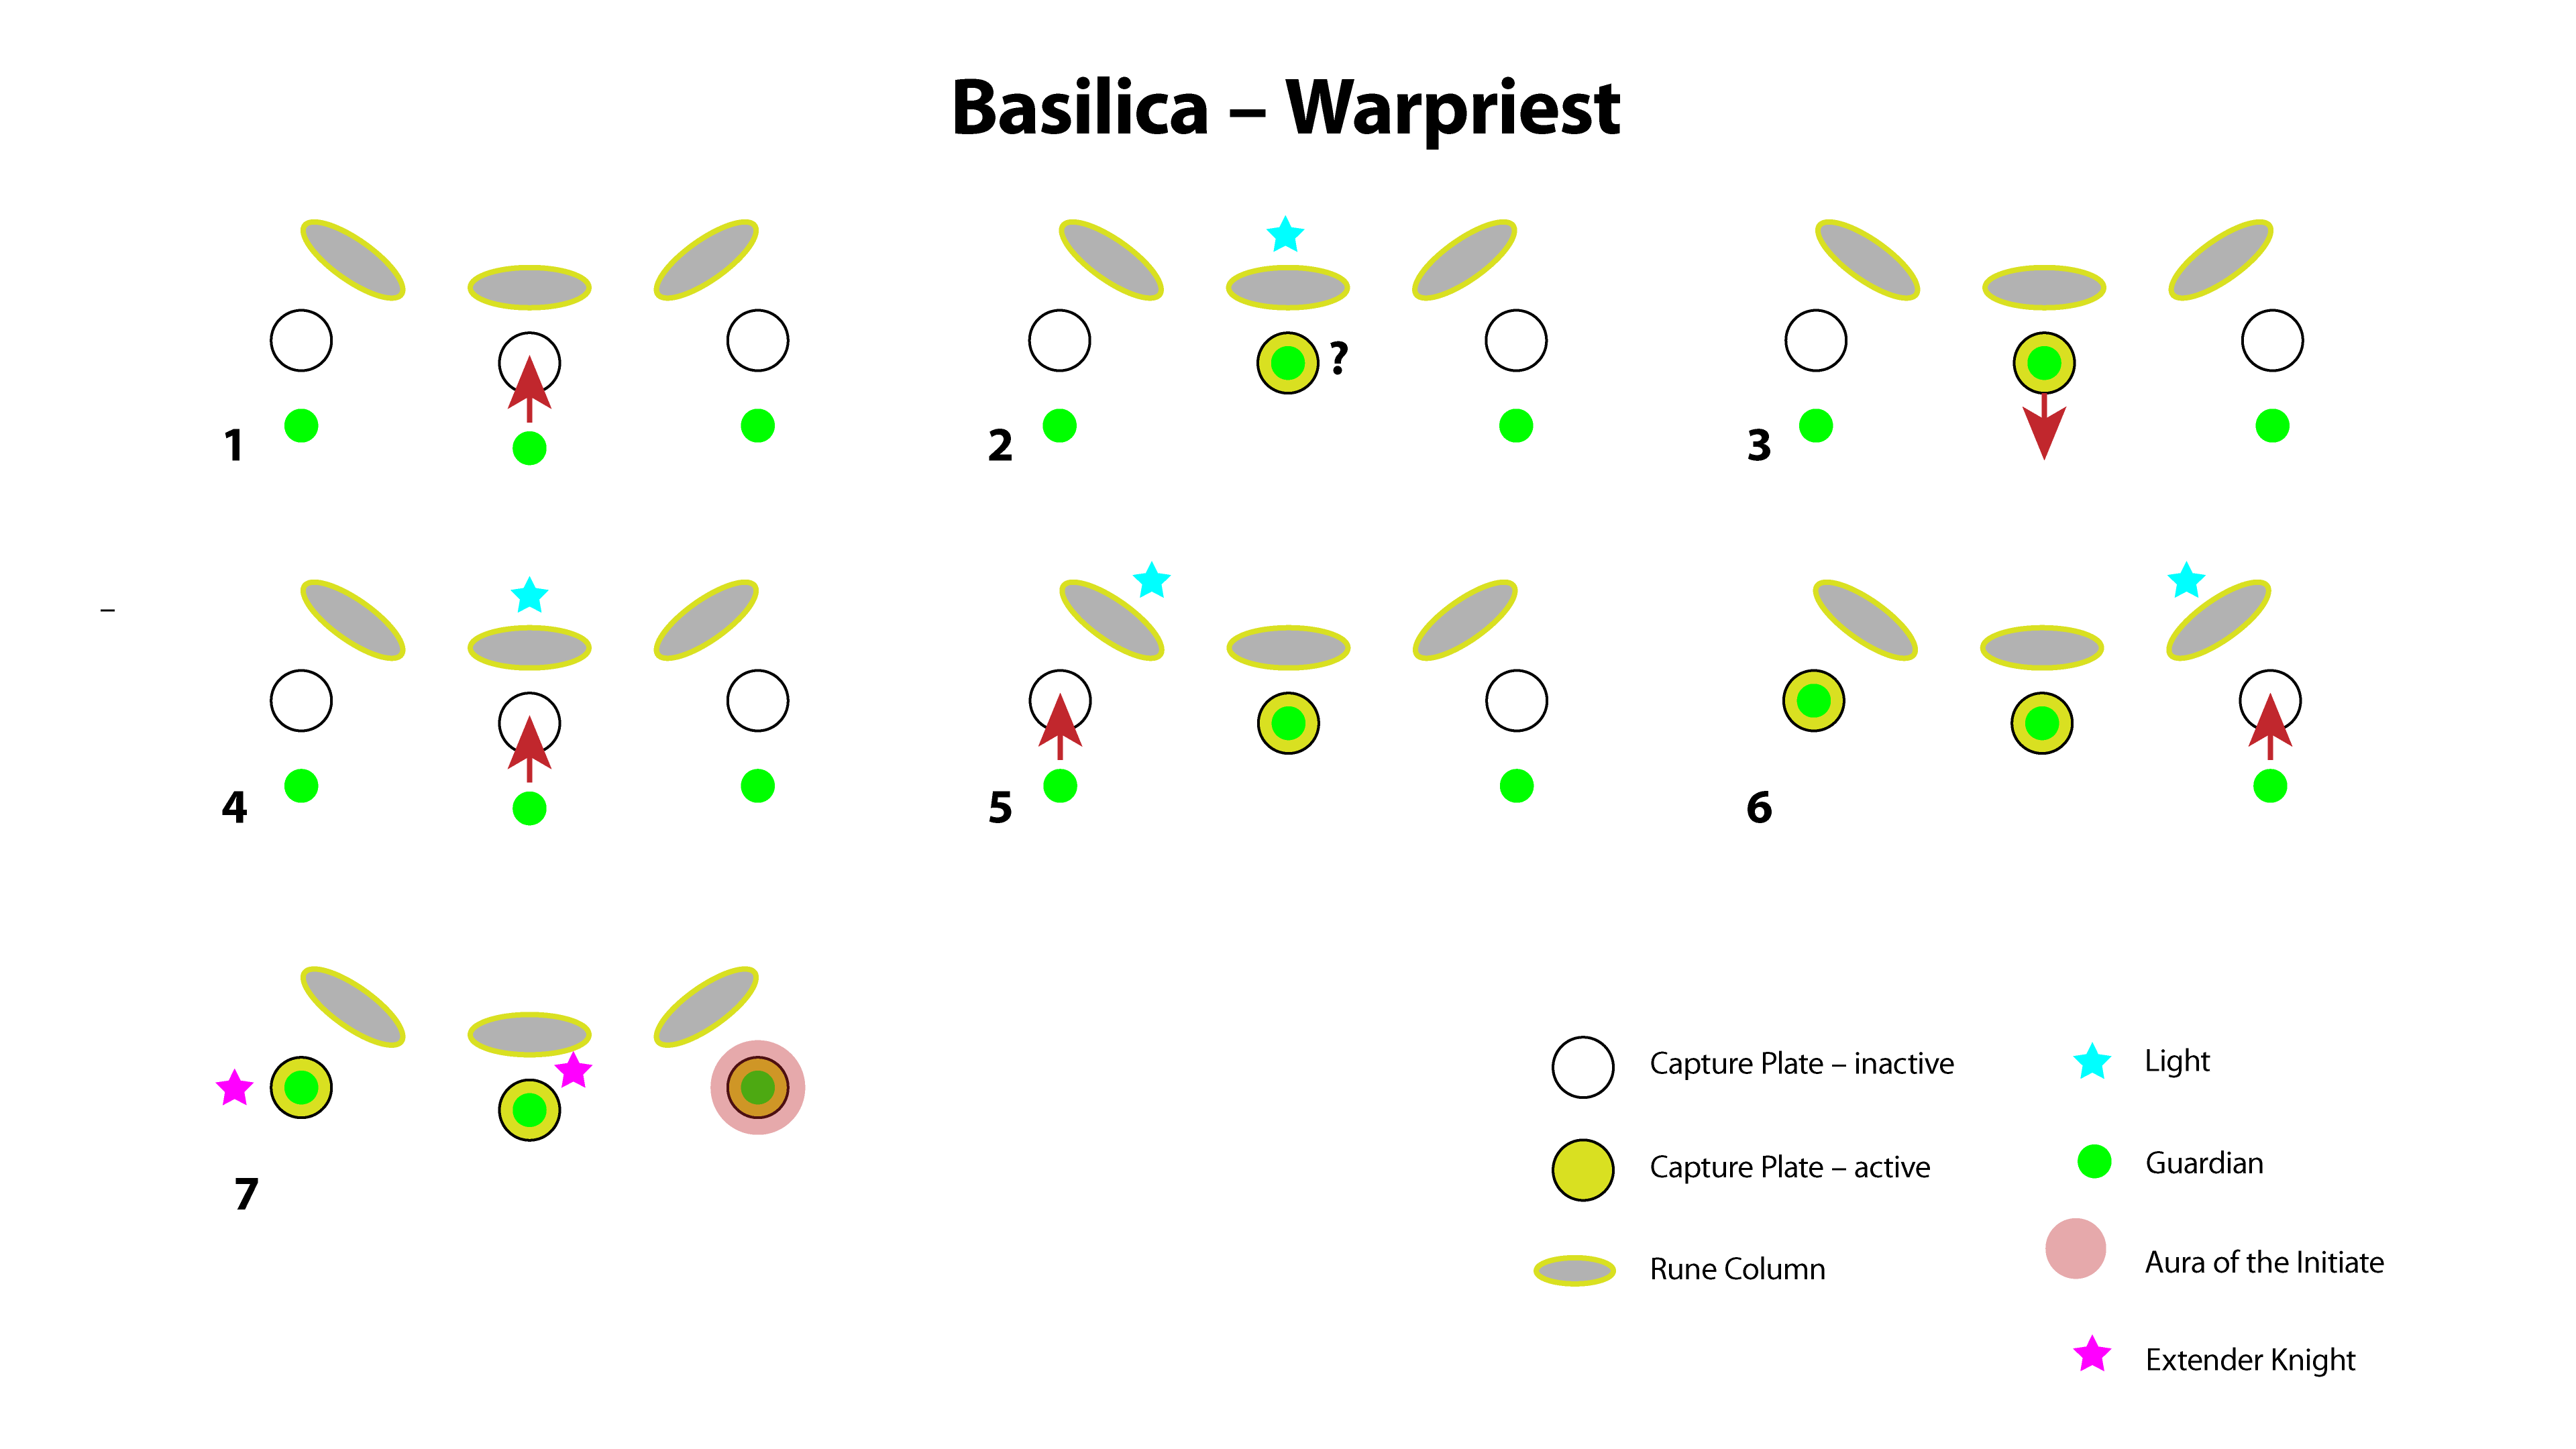 Basilica – Warpriest
?
1
2
3
–
4
5
6
7
Capture Plate – inactive
Light
Capture Plate – active
Guardian
Rune Column
Aura of the Initiate
Extender Knight